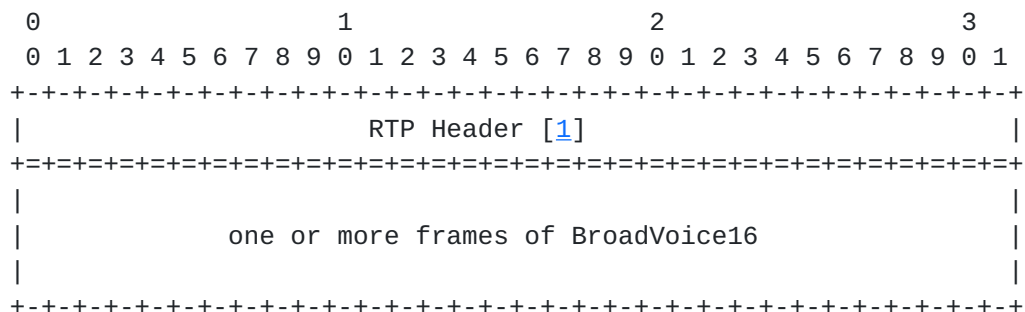 0                   1                   2                   3
 0 1 2 3 4 5 6 7 8 9 0 1 2 3 4 5 6 7 8 9 0 1 2 3 4 5 6 7 8 9 0 1
+-+-+-+-+-+-+-+-+-+-+-+-+-+-+-+-+-+-+-+-+-+-+-+-+-+-+-+-+-+-+-+-+
|                      RTP Header [1]                           |
+=+=+=+=+=+=+=+=+=+=+=+=+=+=+=+=+=+=+=+=+=+=+=+=+=+=+=+=+=+=+=+=+
|                                                               |
|             one or more frames of BroadVoice16                |
|                                                               |
+-+-+-+-+-+-+-+-+-+-+-+-+-+-+-+-+-+-+-+-+-+-+-+-+-+-+-+-+-+-+-+-+